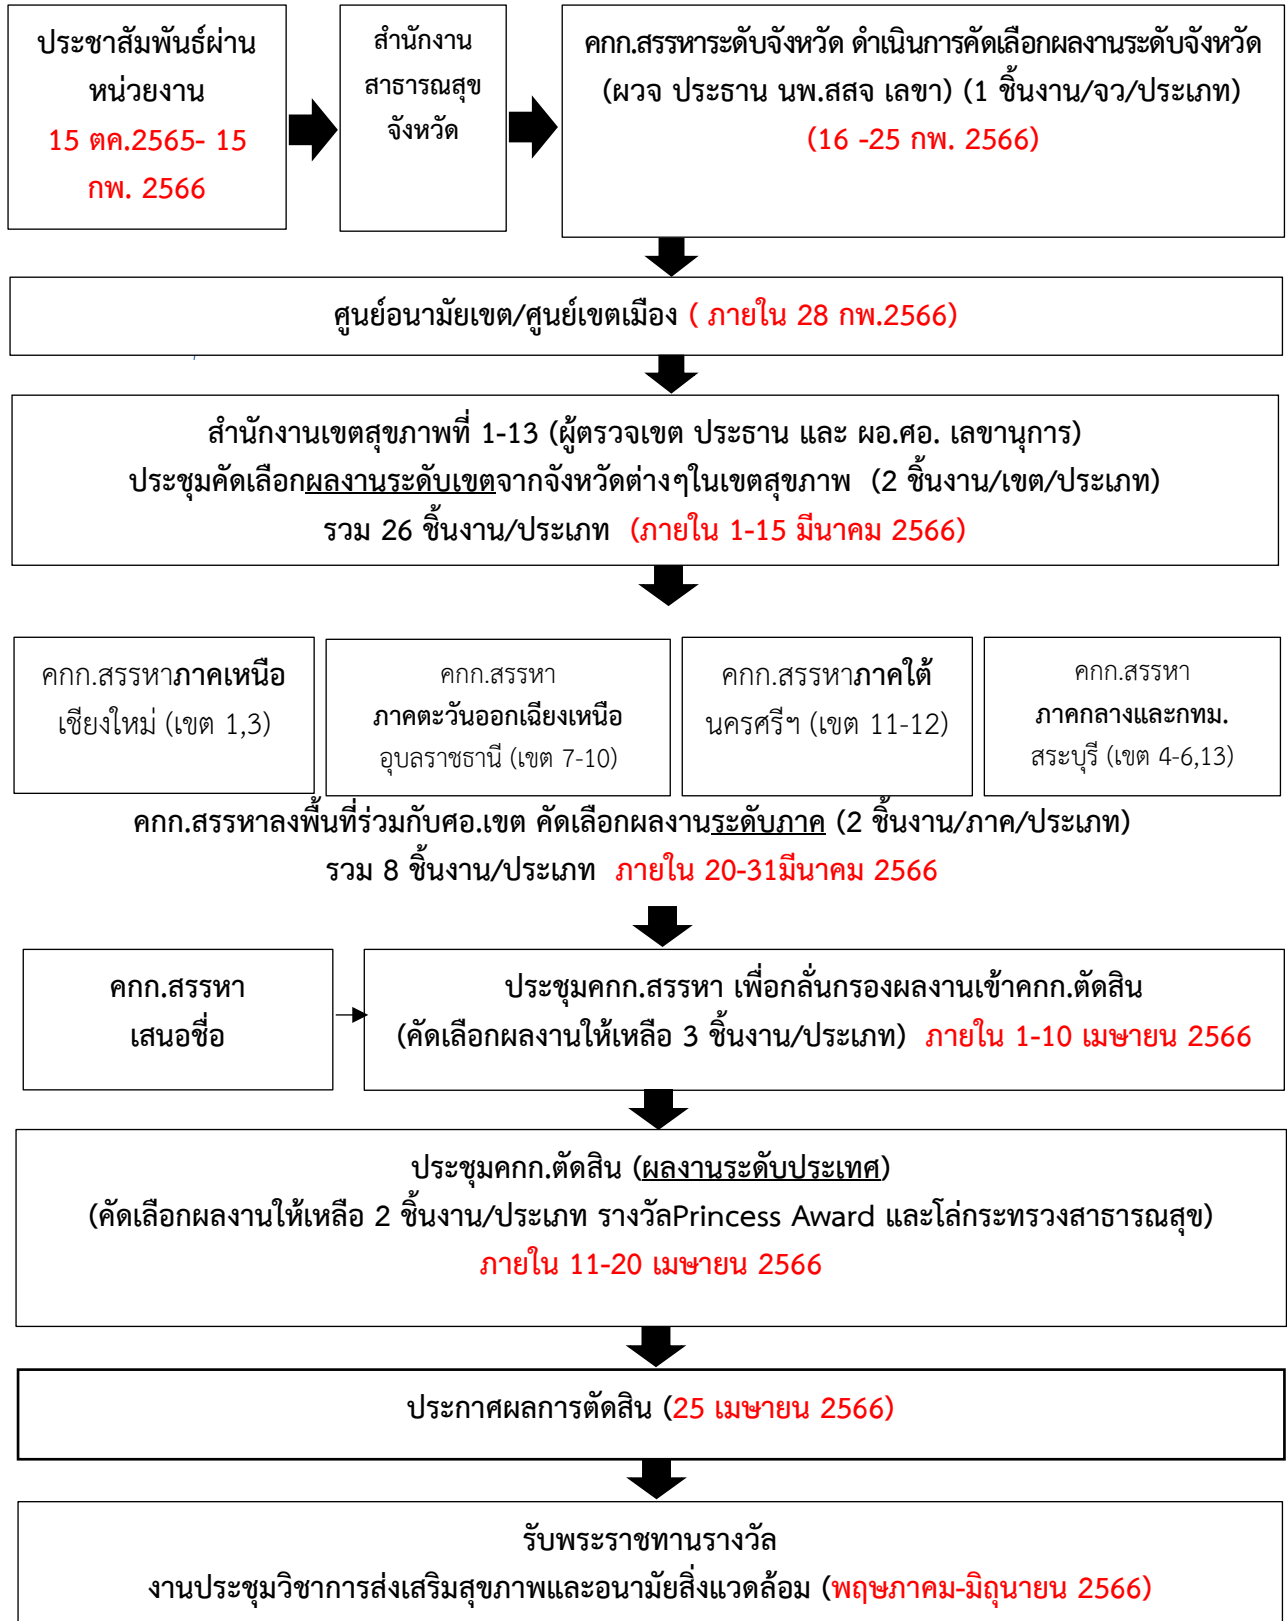 ประชาสัมพันธ์ผ่าน
หน่วยงาน
15 ตค.2565- 15
กพ. 2566
สำนักงาน
สาธารณสุข
จังหวัด
คกก.สรรหาระดับจังหวัด ดำเนินการคัดเลือกผลงานระดับจังหวัด
(ผวจ ประธาน นพ.สสจ เลขา) (1 ชิ้นงาน/จว/ประเภท)
(16 -25 กพ. 2566)
ศูนย์อนามัยเขต/ศูนย์เขตเมือง ( ภายใน 28 กพ.2566)
สำนักงานเขตสุขภาพที่ 1-13 (ผู้ตรวจเขต ประธาน และ ผอ.ศอ. เลขานุการ)
ประชุมคัดเลือกผลงานระดับเขตจากจังหวัดต่างๆในเขตสุขภาพ (2 ชิ้นงาน/เขต/ประเภท)
รวม 26 ชิ้นงาน/ประเภท (ภายใน 1-15 มีนาคม 2566)
คกก.สรรหาภาคเหนือ
เชียงใหม่ (เขต 1,3)
คกก.สรรหา
ภาคตะวันออกเฉียงเหนือ
อุบลราชธานี (เขต 7-10)
คกก.สรรหาภาคใต้
นครศรีฯ (เขต 11-12)
คกก.สรรหา
ภาคกลางและกทม.
สระบุรี (เขต 4-6,13)
คกก.สรรหาลงพื้นที่ร่วมกับศอ.เขต คัดเลือกผลงานระดับภาค (2 ชิ้นงาน/ภาค/ประเภท)
รวม 8 ชิ้นงาน/ประเภท ภายใน 20-31มีนาคม 2566
คกก.สรรหา
เสนอชื่อ
ประชุมคกก.สรรหา เพื่อกลั่นกรองผลงานเข้าคกก.ตัดสิน
(คัดเลือกผลงานให้เหลือ 3 ชิ้นงาน/ประเภท) ภายใน 1-10 เมษายน 2566
ประชุมคกก.ตัดสิน (ผลงานระดับประเทศ)
(คัดเลือกผลงานให้เหลือ 2 ชิ้นงาน/ประเภท รางวัลPrincess Award และโล่กระทรวงสาธารณสุข)
ภายใน 11-20 เมษายน 2566
ประกาศผลการตัดสิน (25 เมษายน 2566)
รับพระราชทานรางวัล
งานประชุมวิชาการส่งเสริมสุขภาพและอนามัยสิ่งแวดล้อม (พฤษภาคม-มิถุนายน 2566)